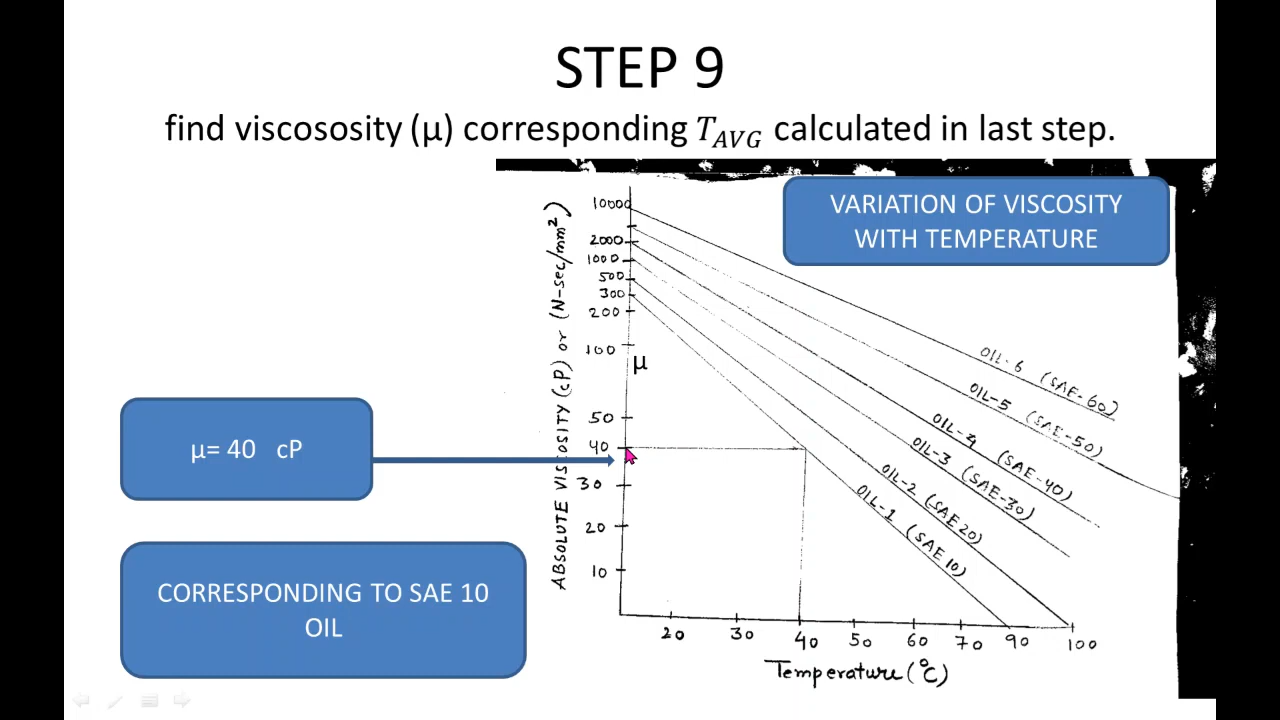 STEP 9
find viscososity (μ) corresponding T_AVG calculated in last step.
VARIATION OF VISCOSITY
WITH TEMPERATURE
ABSOLUTE VISCOSITY (cP) or (N-sec/mm²)
10000
2000
1000
500
300
200
100
μ
50
40
30
20
10
OIL-6 (SAE-60)
OIL-5 (SAE-50)
OIL-4 (SAE-40)
OIL-3 (SAE-30)
OIL-2 (SAE20)
OIL-1 (SAE 10)
20 30 40 50 60 70 90 100
Temperature (°C)
μ= 40 cP
CORRESPONDING TO SAE 10
OIL